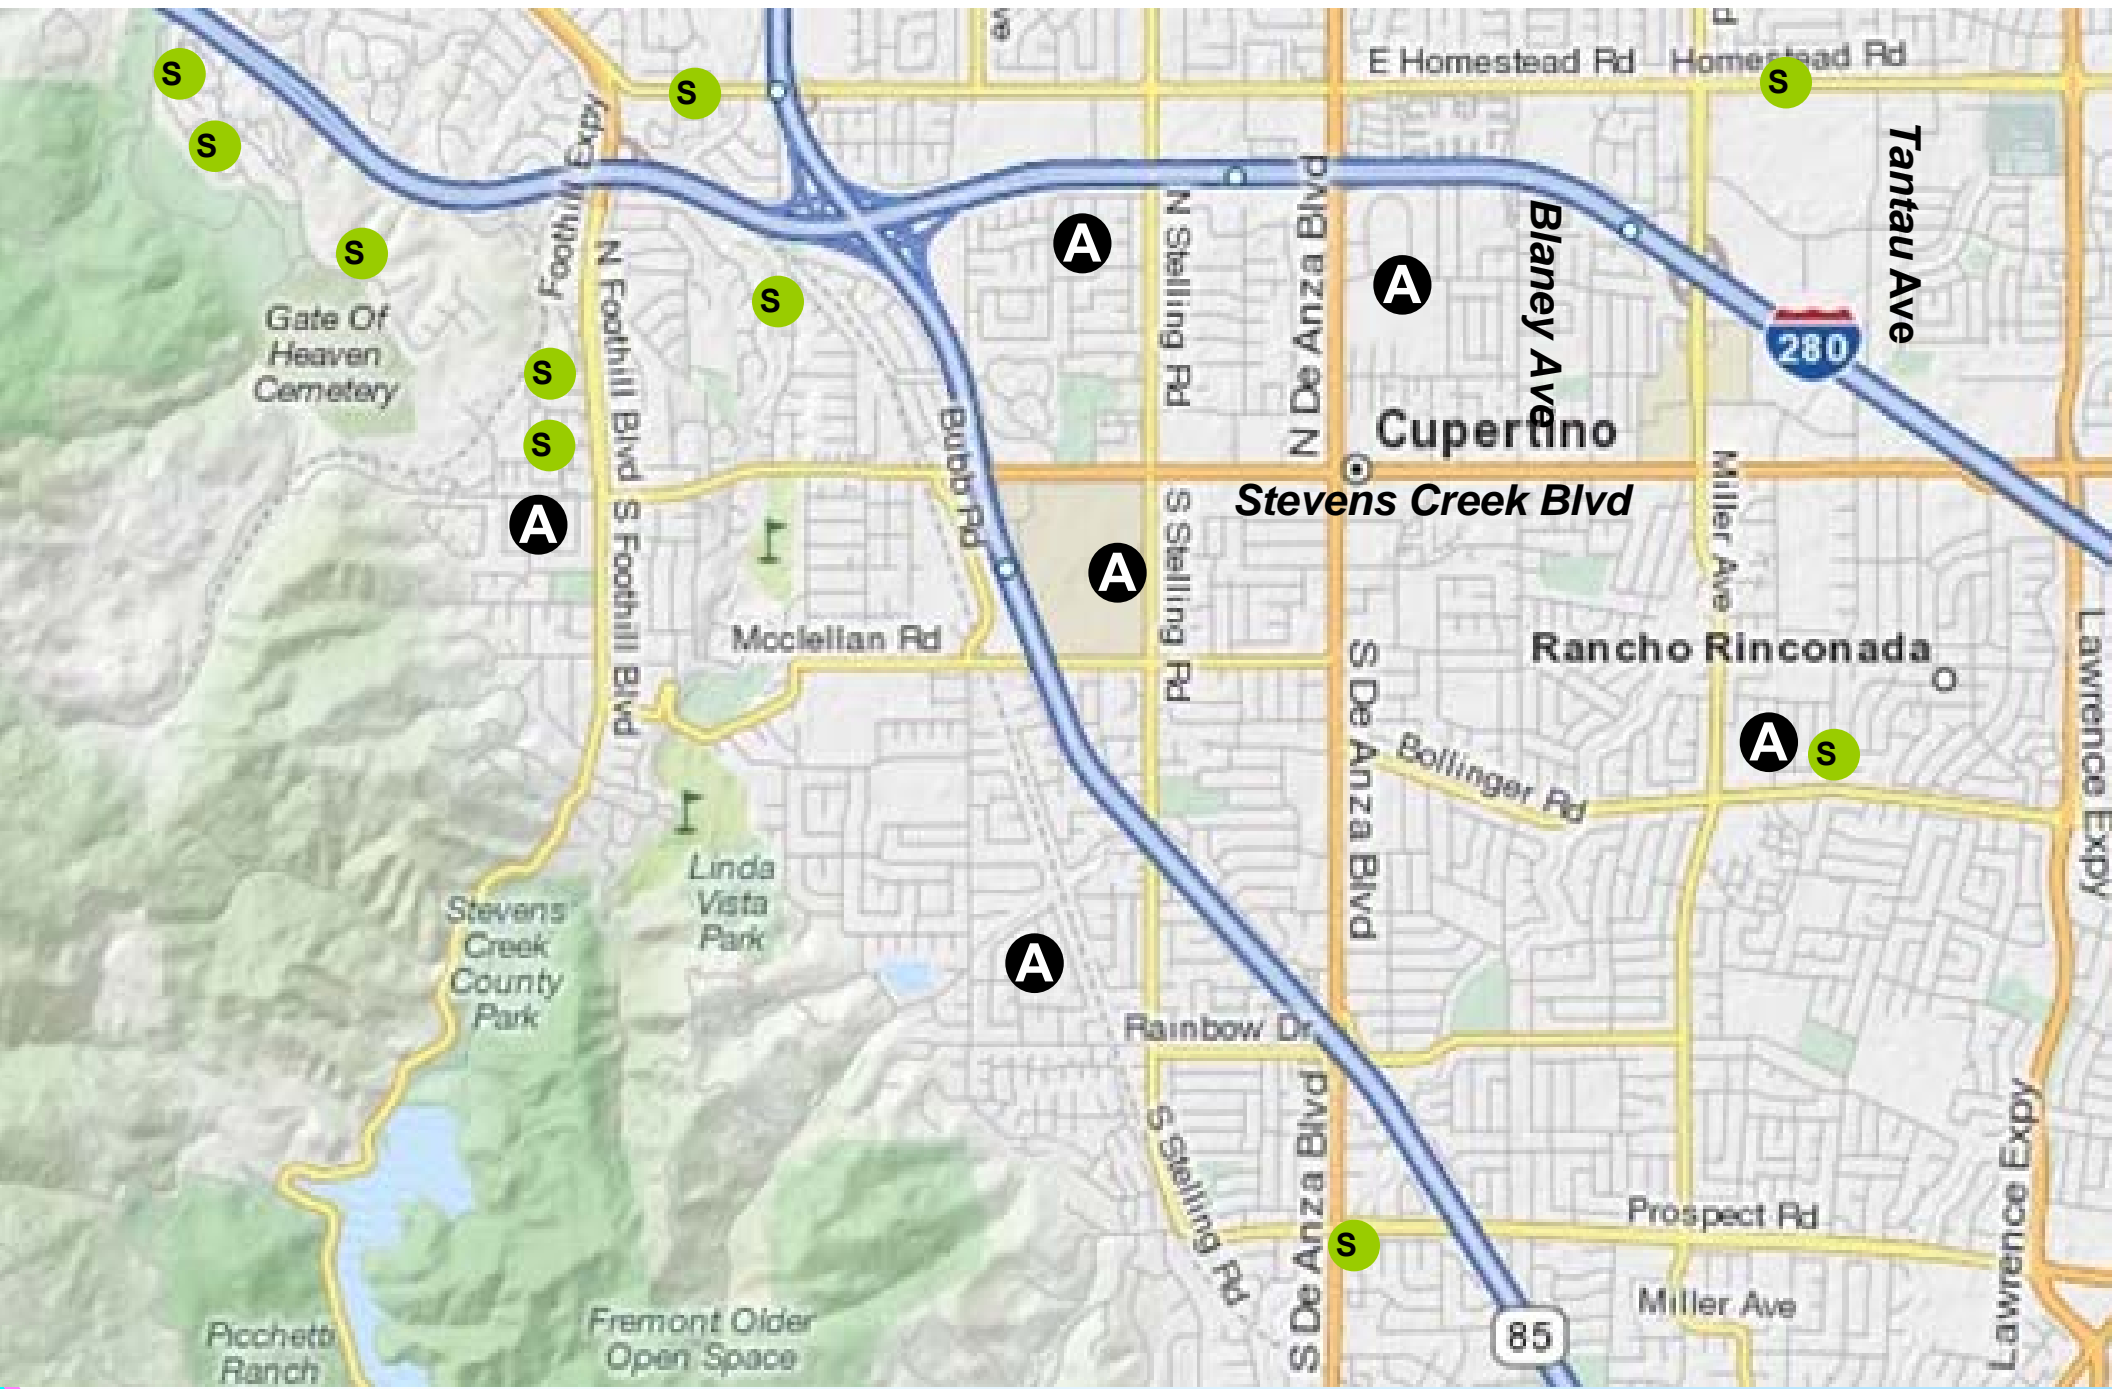 E Homestead Rd
Homestead Rd
S
S
S
S
S
Foothill Expy
N Foothill Blvd
A
N Stelling Rd
N De Anza Blvd
A
Blaney Ave
Tantau Ave
280
S
Gate Of
Heaven
Cemetery
S
S
Bubb Rd
Cupertino
Stevens Creek Blvd
Miller Ave
A
S Foothill Blvd
A
S Stelling Rd
Mcclellan Rd
Rancho Rinconada
S De Anza Blvd
Lawrence Expy
A
S
Bollinger Rd
Linda
Vista
Park
Stevens
Creek
County
Park
A
Rainbow Dr
S Stelling Rd
S De Anza Blvd
S
Prospect Rd
Miller Ave
Lawrence Expy
85
Picchetti
Ranch
Fremont Older
Open Space